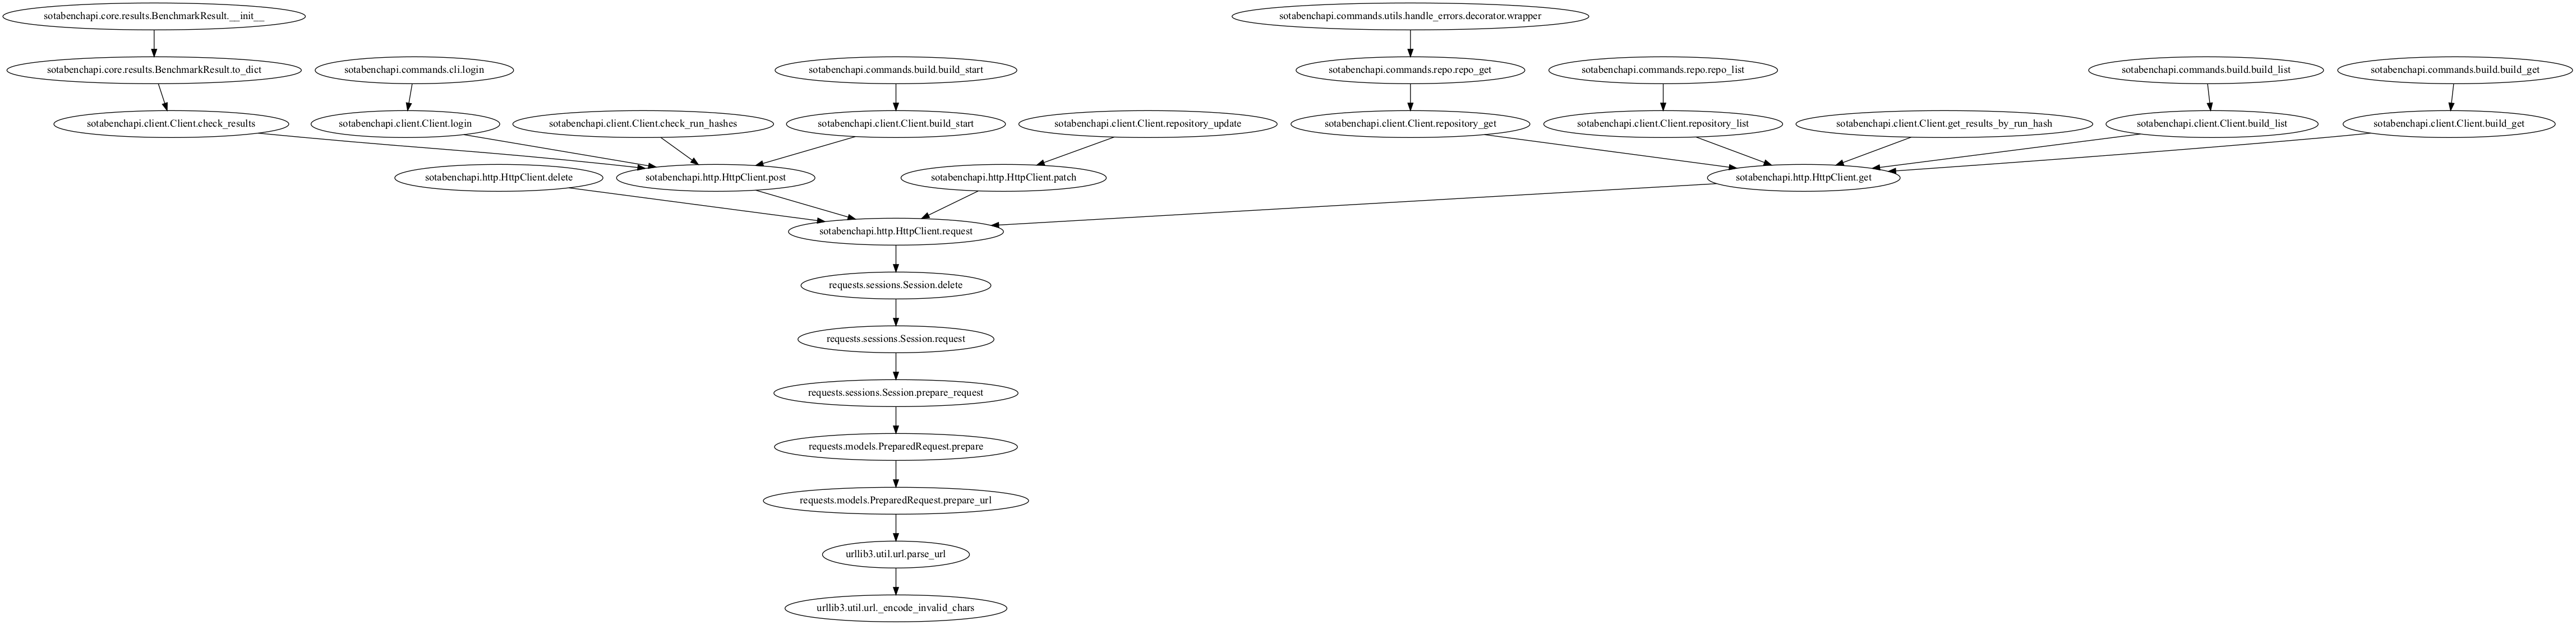 sotabenchapi.core.results.BenchmarkResult.__init__
sotabenchapi.commands.utils.handle_errors.decorator.wrapper
sotabenchapi.core.results.BenchmarkResult.to_dict
sotabenchapi.commands.cli.login
sotabenchapi.commands.build.build_start
sotabenchapi.commands.repo.repo_get
sotabenchapi.commands.repo.repo_list
sotabenchapi.commands.build.build_list
sotabenchapi.commands.build.build_get
sotabenchapi.client.Client.check_results
sotabenchapi.client.Client.login
sotabenchapi.client.Client.check_run_hashes
sotabenchapi.client.Client.build_start
sotabenchapi.client.Client.repository_update
sotabenchapi.client.Client.repository_get
sotabenchapi.client.Client.repository_list
sotabenchapi.client.Client.get_results_by_run_hash
sotabenchapi.client.Client.build_list
sotabenchapi.client.Client.build_get
sotabenchapi.http.HttpClient.delete
sotabenchapi.http.HttpClient.post
sotabenchapi.http.HttpClient.patch
sotabenchapi.http.HttpClient.get
sotabenchapi.http.HttpClient.request
requests.sessions.Session.delete
requests.sessions.Session.request
requests.sessions.Session.prepare_request
requests.models.PreparedRequest.prepare
requests.models.PreparedRequest.prepare_url
urllib3.util.url.parse_url
urllib3.util.url._encode_invalid_chars